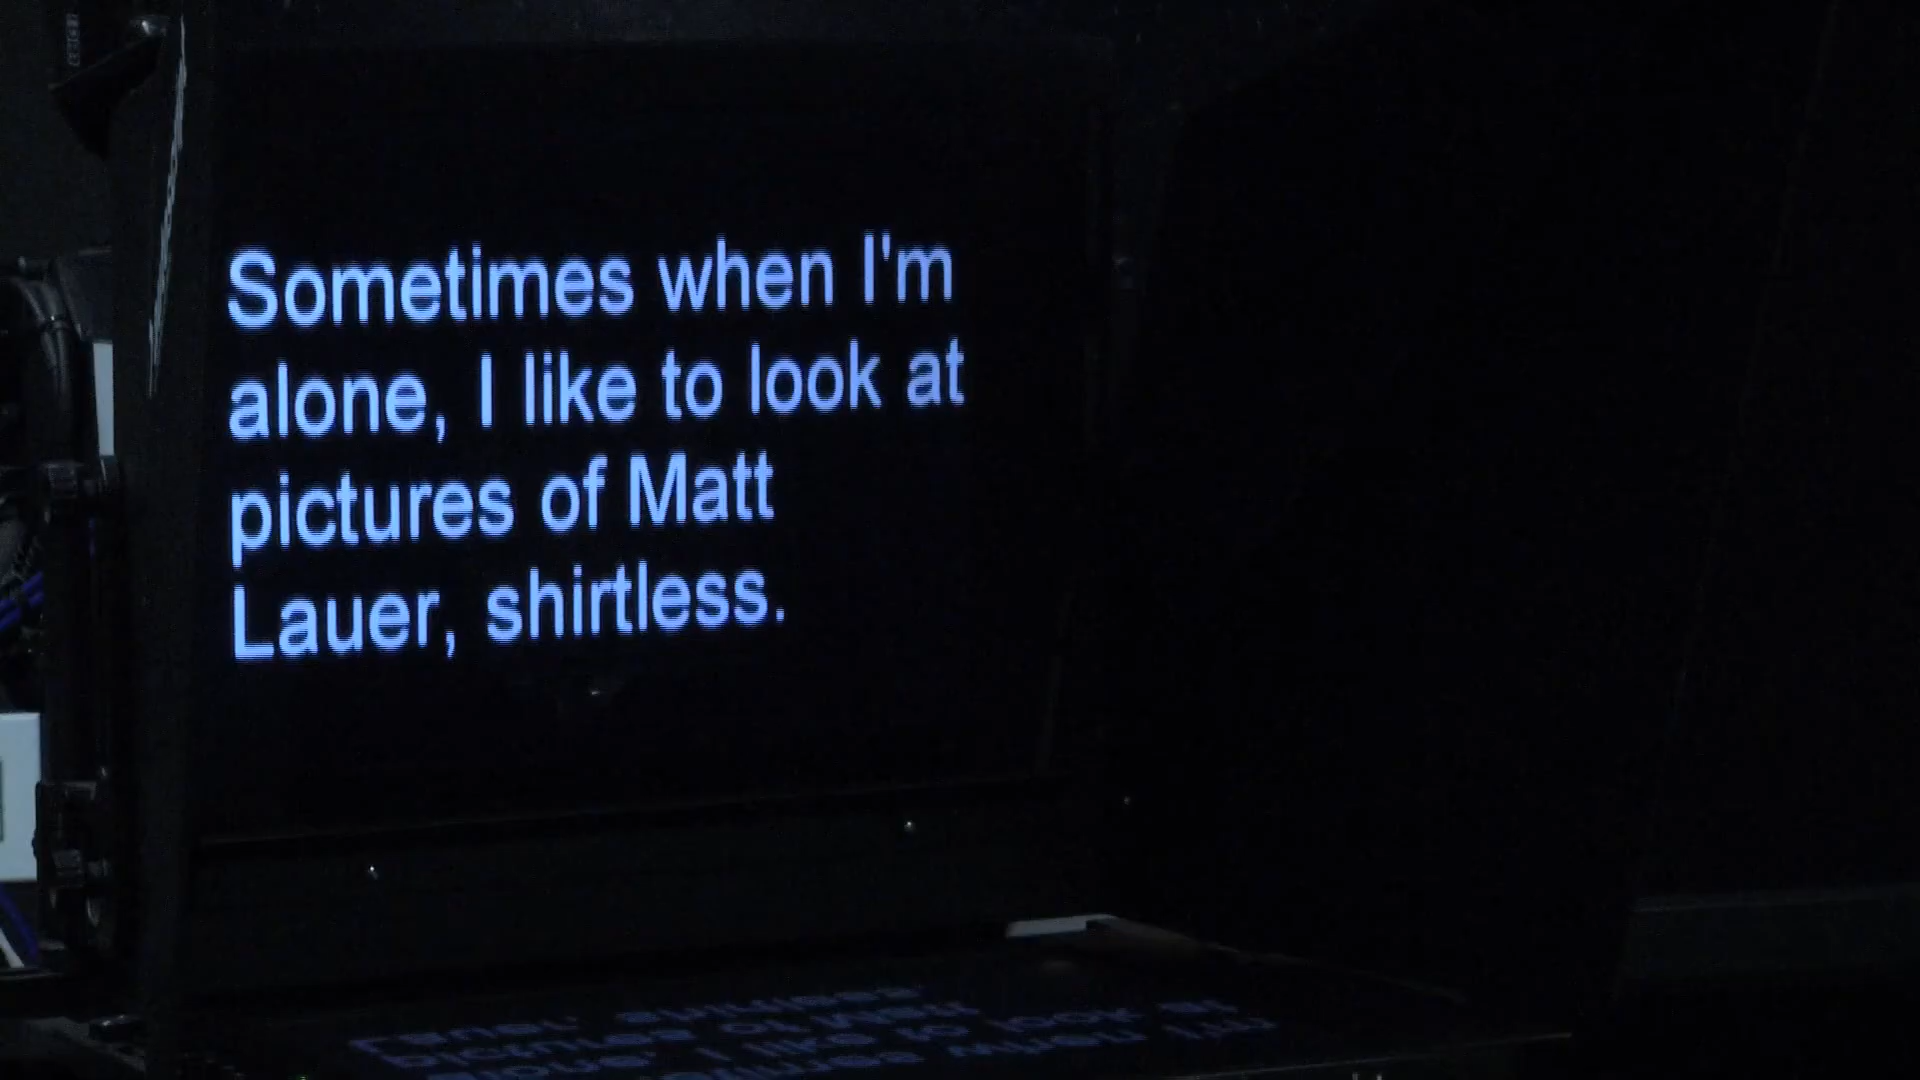 Sometimes when I'm
alone, I like to look at
pictures of Matt
Lauer, shirtless.